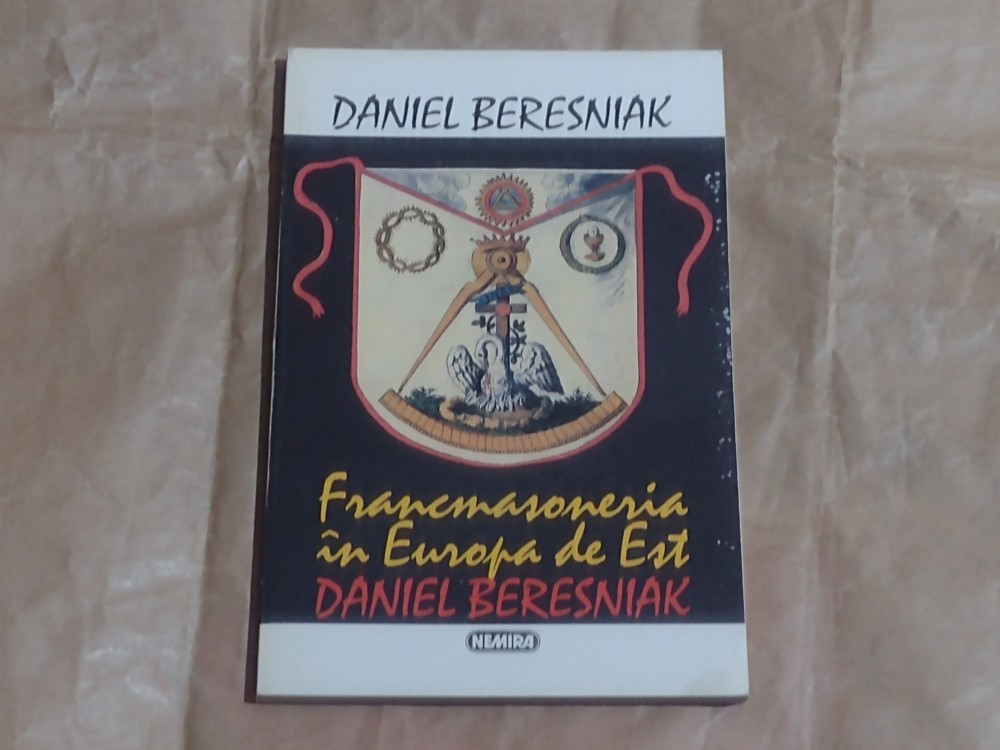 DANIEL BERESNIAK
Francmasoneria
în Europa de Est
DANIEL BERESNIAK
NEMIRA